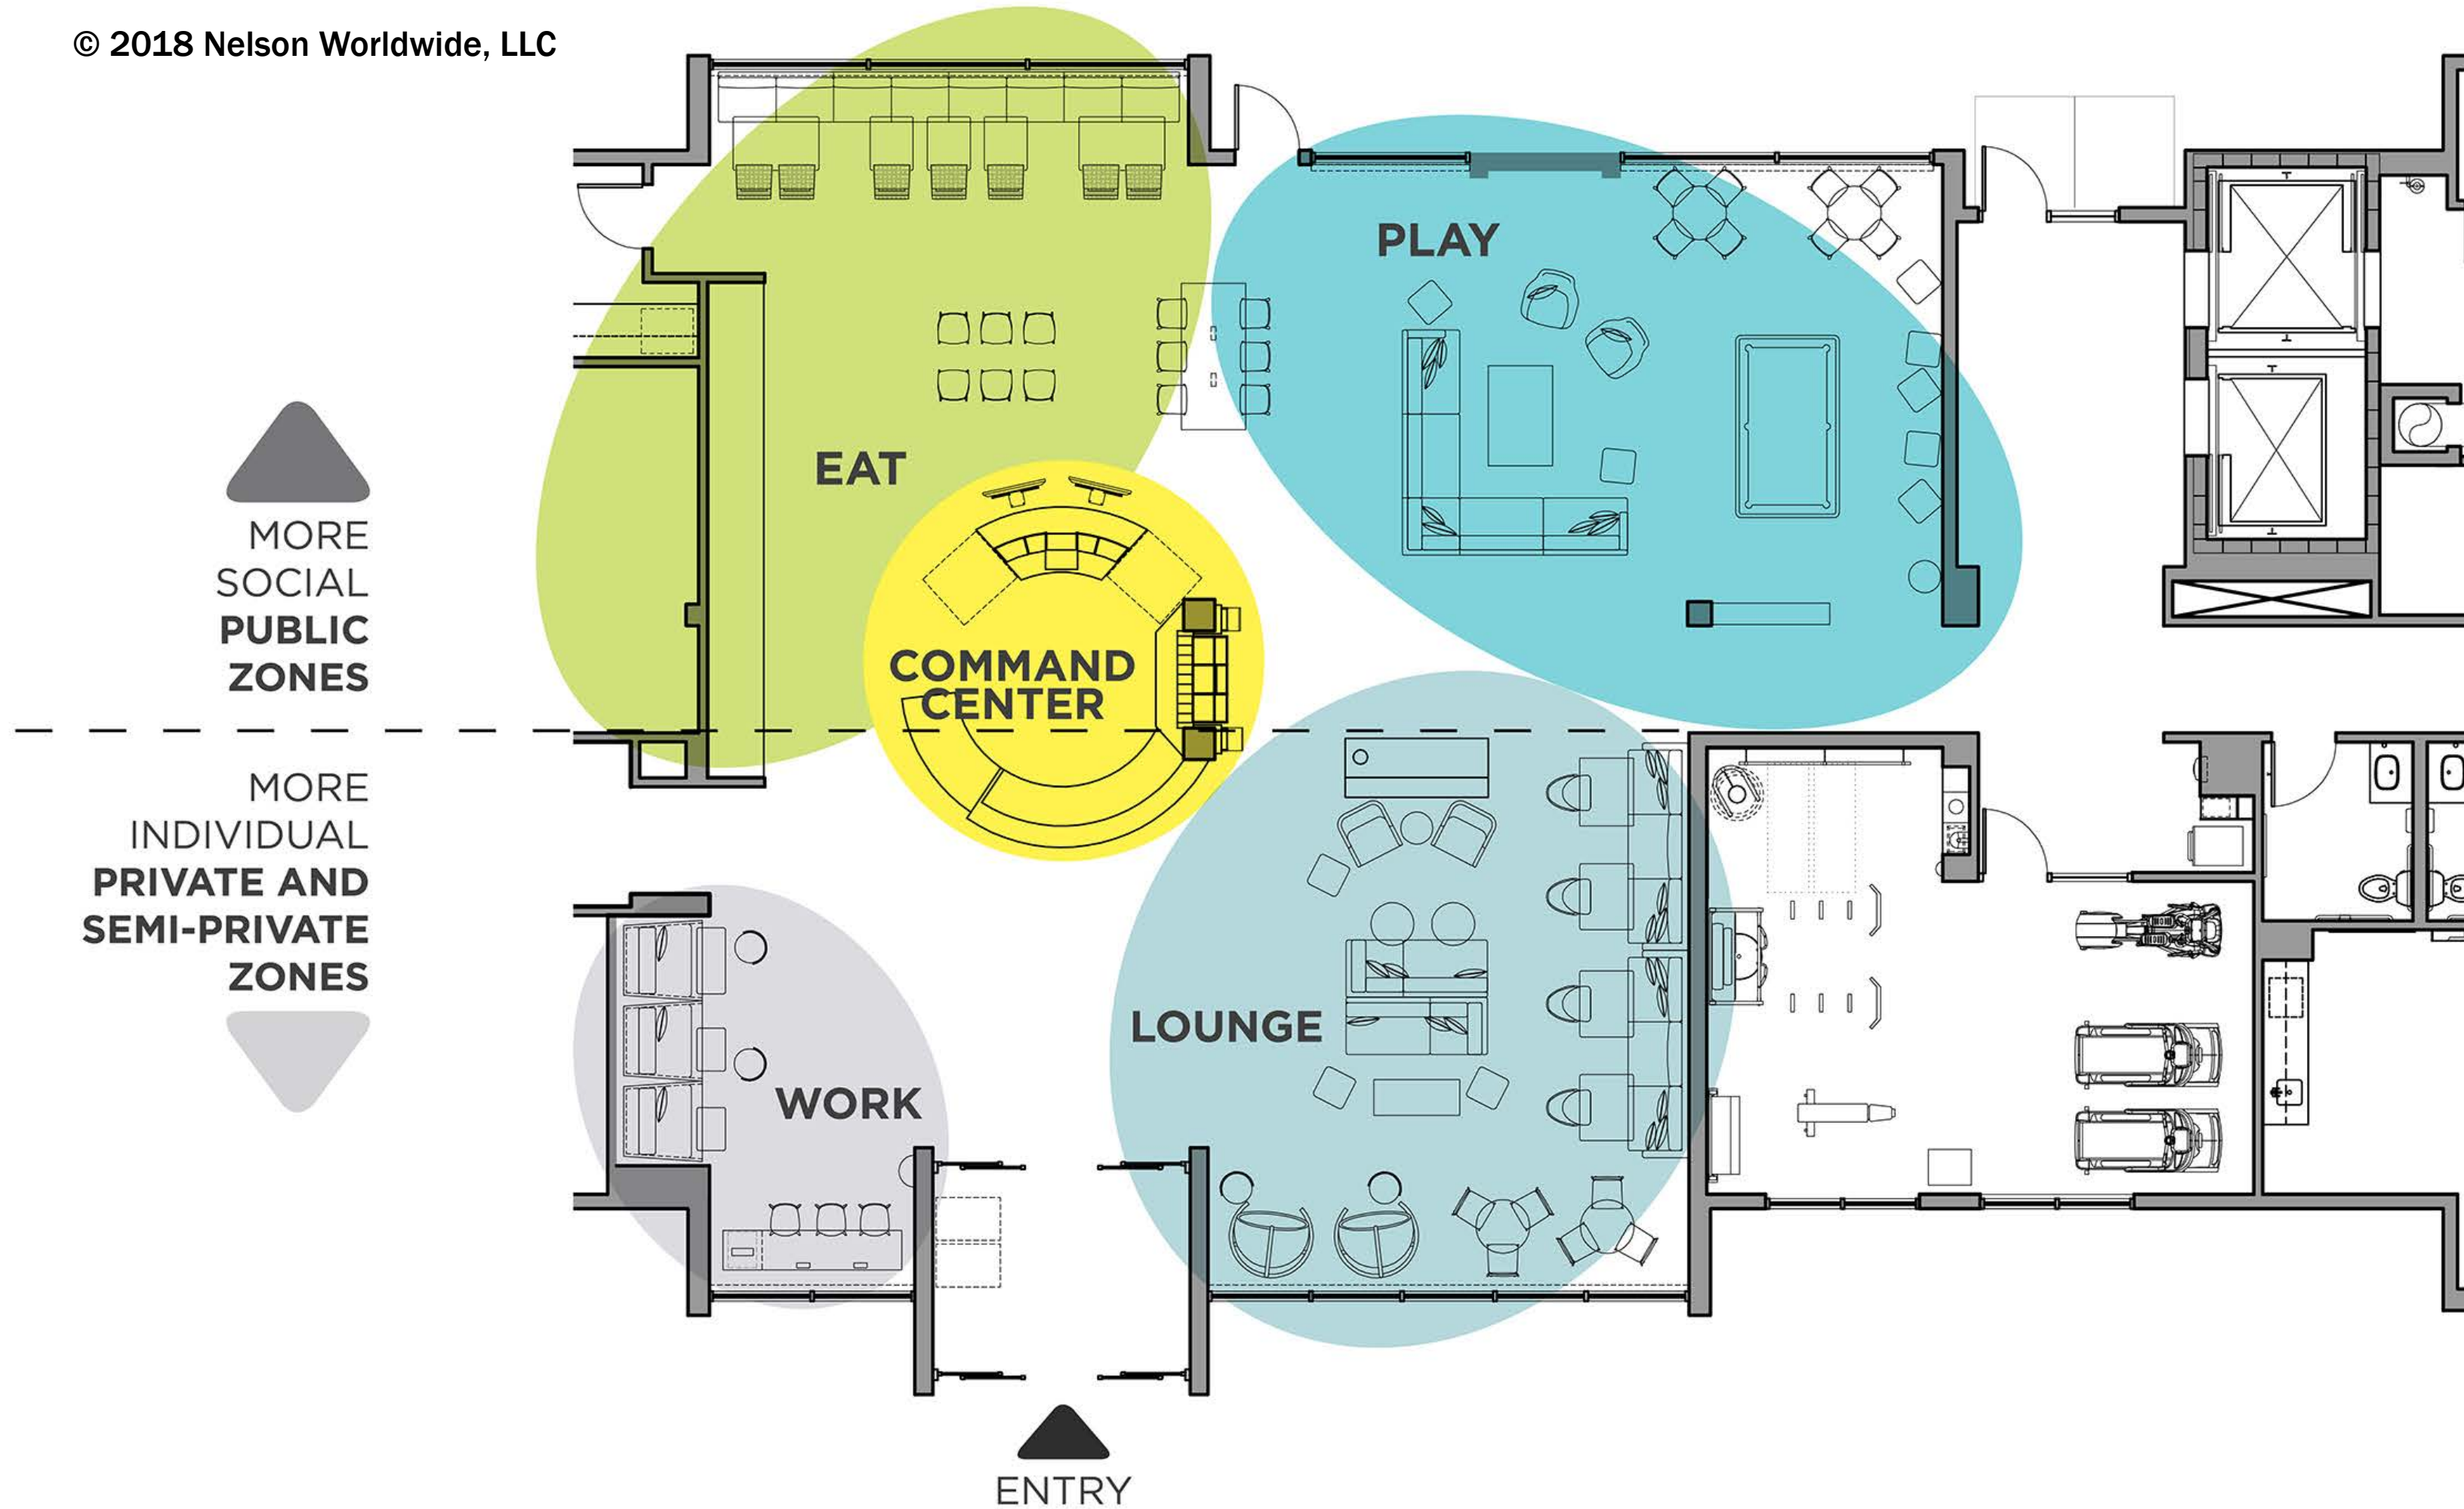 © 2018 Nelson Worldwide, LLC
PLAY
EAT
MORE
SOCIAL
PUBLIC
ZONES
COMMAND
CENTER
MORE
INDIVIDUAL
PRIVATE AND
SEMI-PRIVATE
ZONES
LOUNGE
WORK
ENTRY